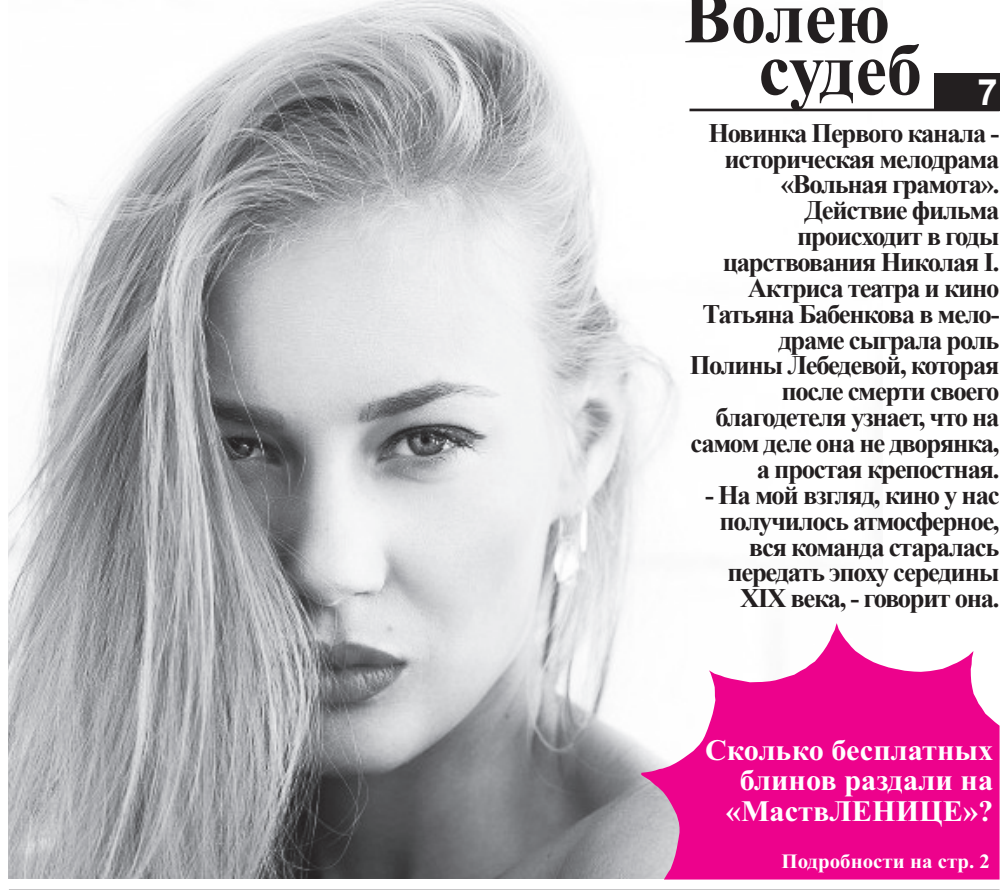 Волею
судеб
7
Новинка Первого канала -
историческая мелодрама
«Вольная грамота».
Действие фильма
происходит в годы
царствования Николая I.
Актриса театра и кино
Татьяна Бабенкова в мело-
драме сыграла роль
Полины Лебедевой, которая
после смерти своего
благодетеля узнает, что на
самом деле она не дворянка,
а простая крепостная.
- На мой взгляд, кино у нас
получилось атмосферное,
вся команда старалась
передать эпоху середины
XIX века, - говорит она.
Сколько бесплатных
блинов раздали на
«МаствЛЕНИЦЕ»?
Подробности на стр. 2